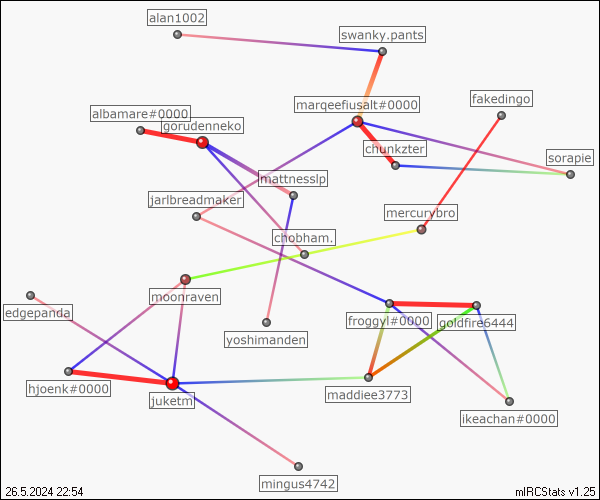 alan1002
swanky.pants
fakedingo
marqeefiusalt#0000
albamare#0000
gorudenneko
chunkzter
sorapie
mattnesslp
jarlbreadmaker
mercurybro
chobham.
moonraven
edgepanda
froggyl#0000
goldfire6444
yoshimanden
hjoenk#0000
juketm
maddiee3773
ikeachan#0000
mingus4742
26.5.2024 22:54
mIRCStats v1.25